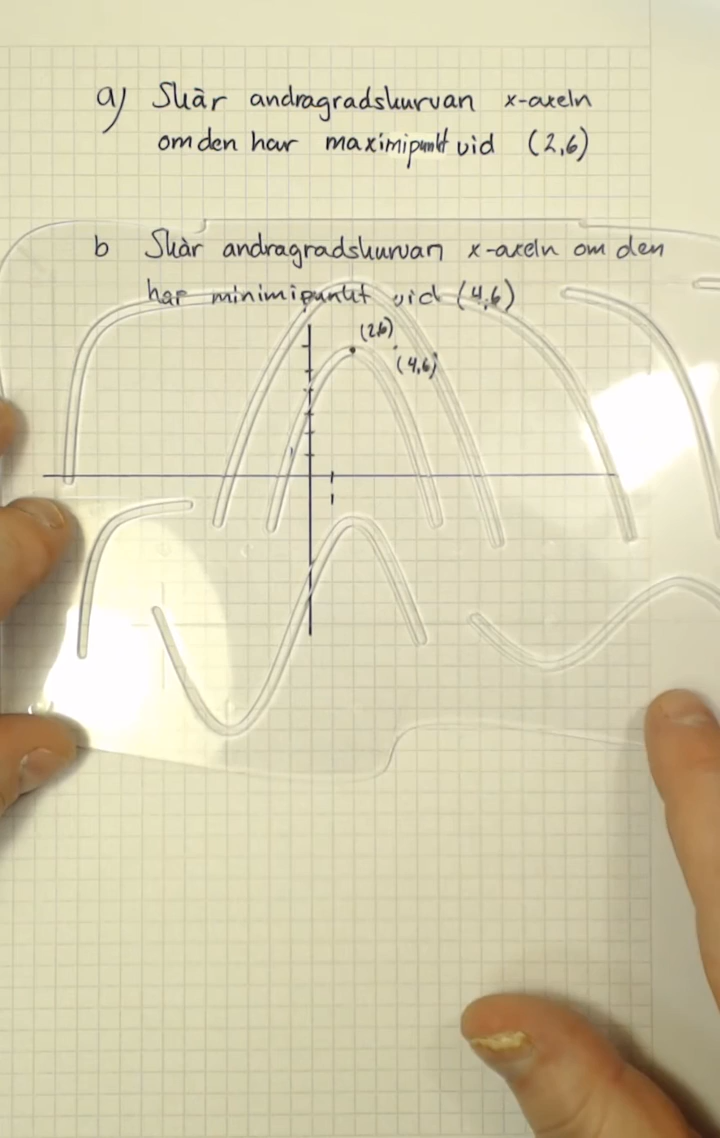 a) Skär andragradskurvan x-axeln
om den har maximipunkt vid (2,6)
b Skär andragradskurvan x-axeln om den
har minimipunkt vid (4,6)
(2,6)
(4,6)
1
1